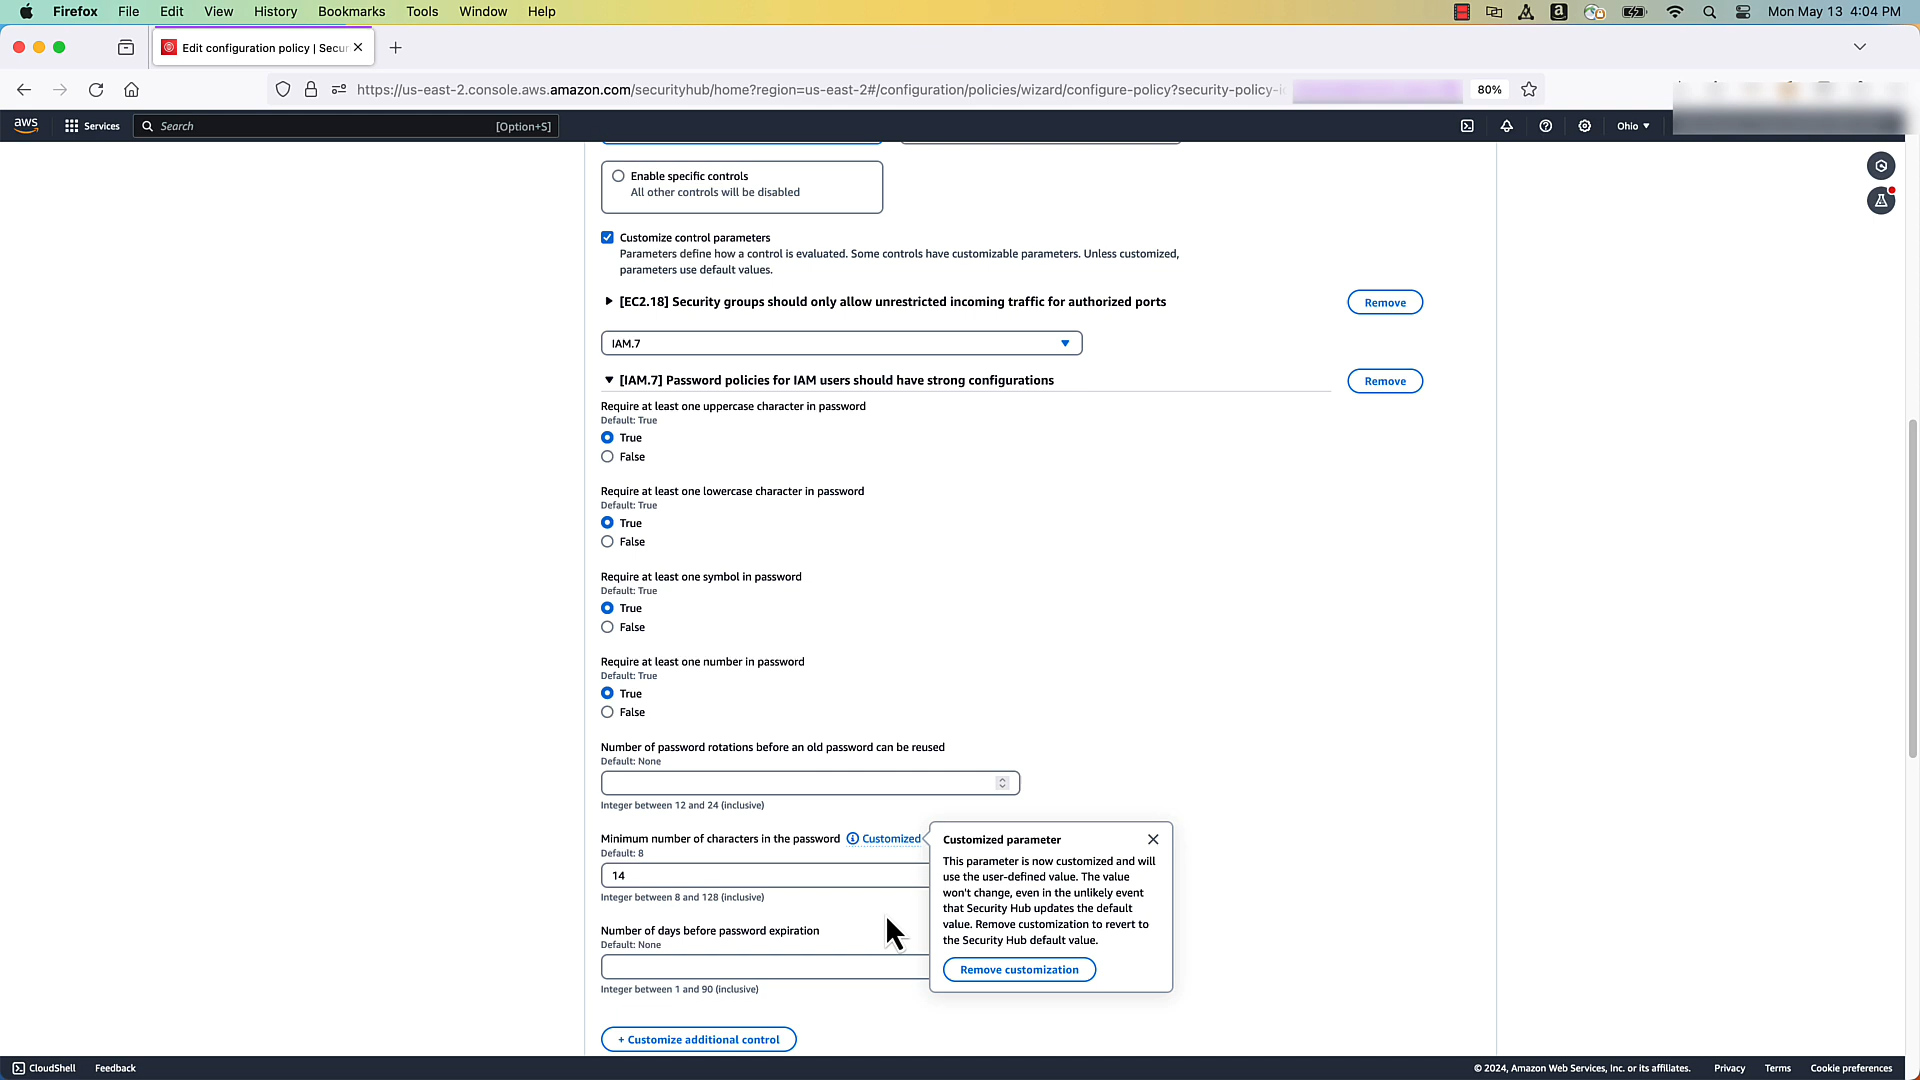 Firefox File Edit View History Bookmarks Tools Window Help
Mon May 13 4:04 PM
Edit configuration policy | Secur
https://us-east-2.console.aws.amazon.com/securityhub/home?region=us-east-2#/configuration/policies/wizard/configure-policy?security-policy-i
80%
aws
Services
Search
[Option+S]
Ohio
Enable specific controls
All other controls will be disabled
Customize control parameters
Parameters define how a control is evaluated. Some controls have customizable parameters. Unless customized,
parameters use default values.
[EC2.18] Security groups should only allow unrestricted incoming traffic for authorized ports
Remove
IAM.7
[IAM.7] Password policies for IAM users should have strong configurations
Remove
Require at least one uppercase character in password
Default: True
True
False
Require at least one lowercase character in password
Default: True
True
False
Require at least one symbol in password
Default: True
True
False
Require at least one number in password
Default: True
True
False
Number of password rotations before an old password can be reused
Default: None
Integer between 12 and 24 (inclusive)
Minimum number of characters in the password Customized
Default: 8
14
Integer between 8 and 128 (inclusive)
Number of days before password expiration
Default: None
Integer between 1 and 90 (inclusive)
Customized parameter
This parameter is now customized and will
use the user-defined value. The value
won't change, even in the unlikely event
that Security Hub updates the default
value. Remove customization to revert to
the Security Hub default value.
Remove customization
+ Customize additional control
CloudShell Feedback
© 2024, Amazon Web Services, Inc. or its affiliates. Privacy Terms Cookie preferences